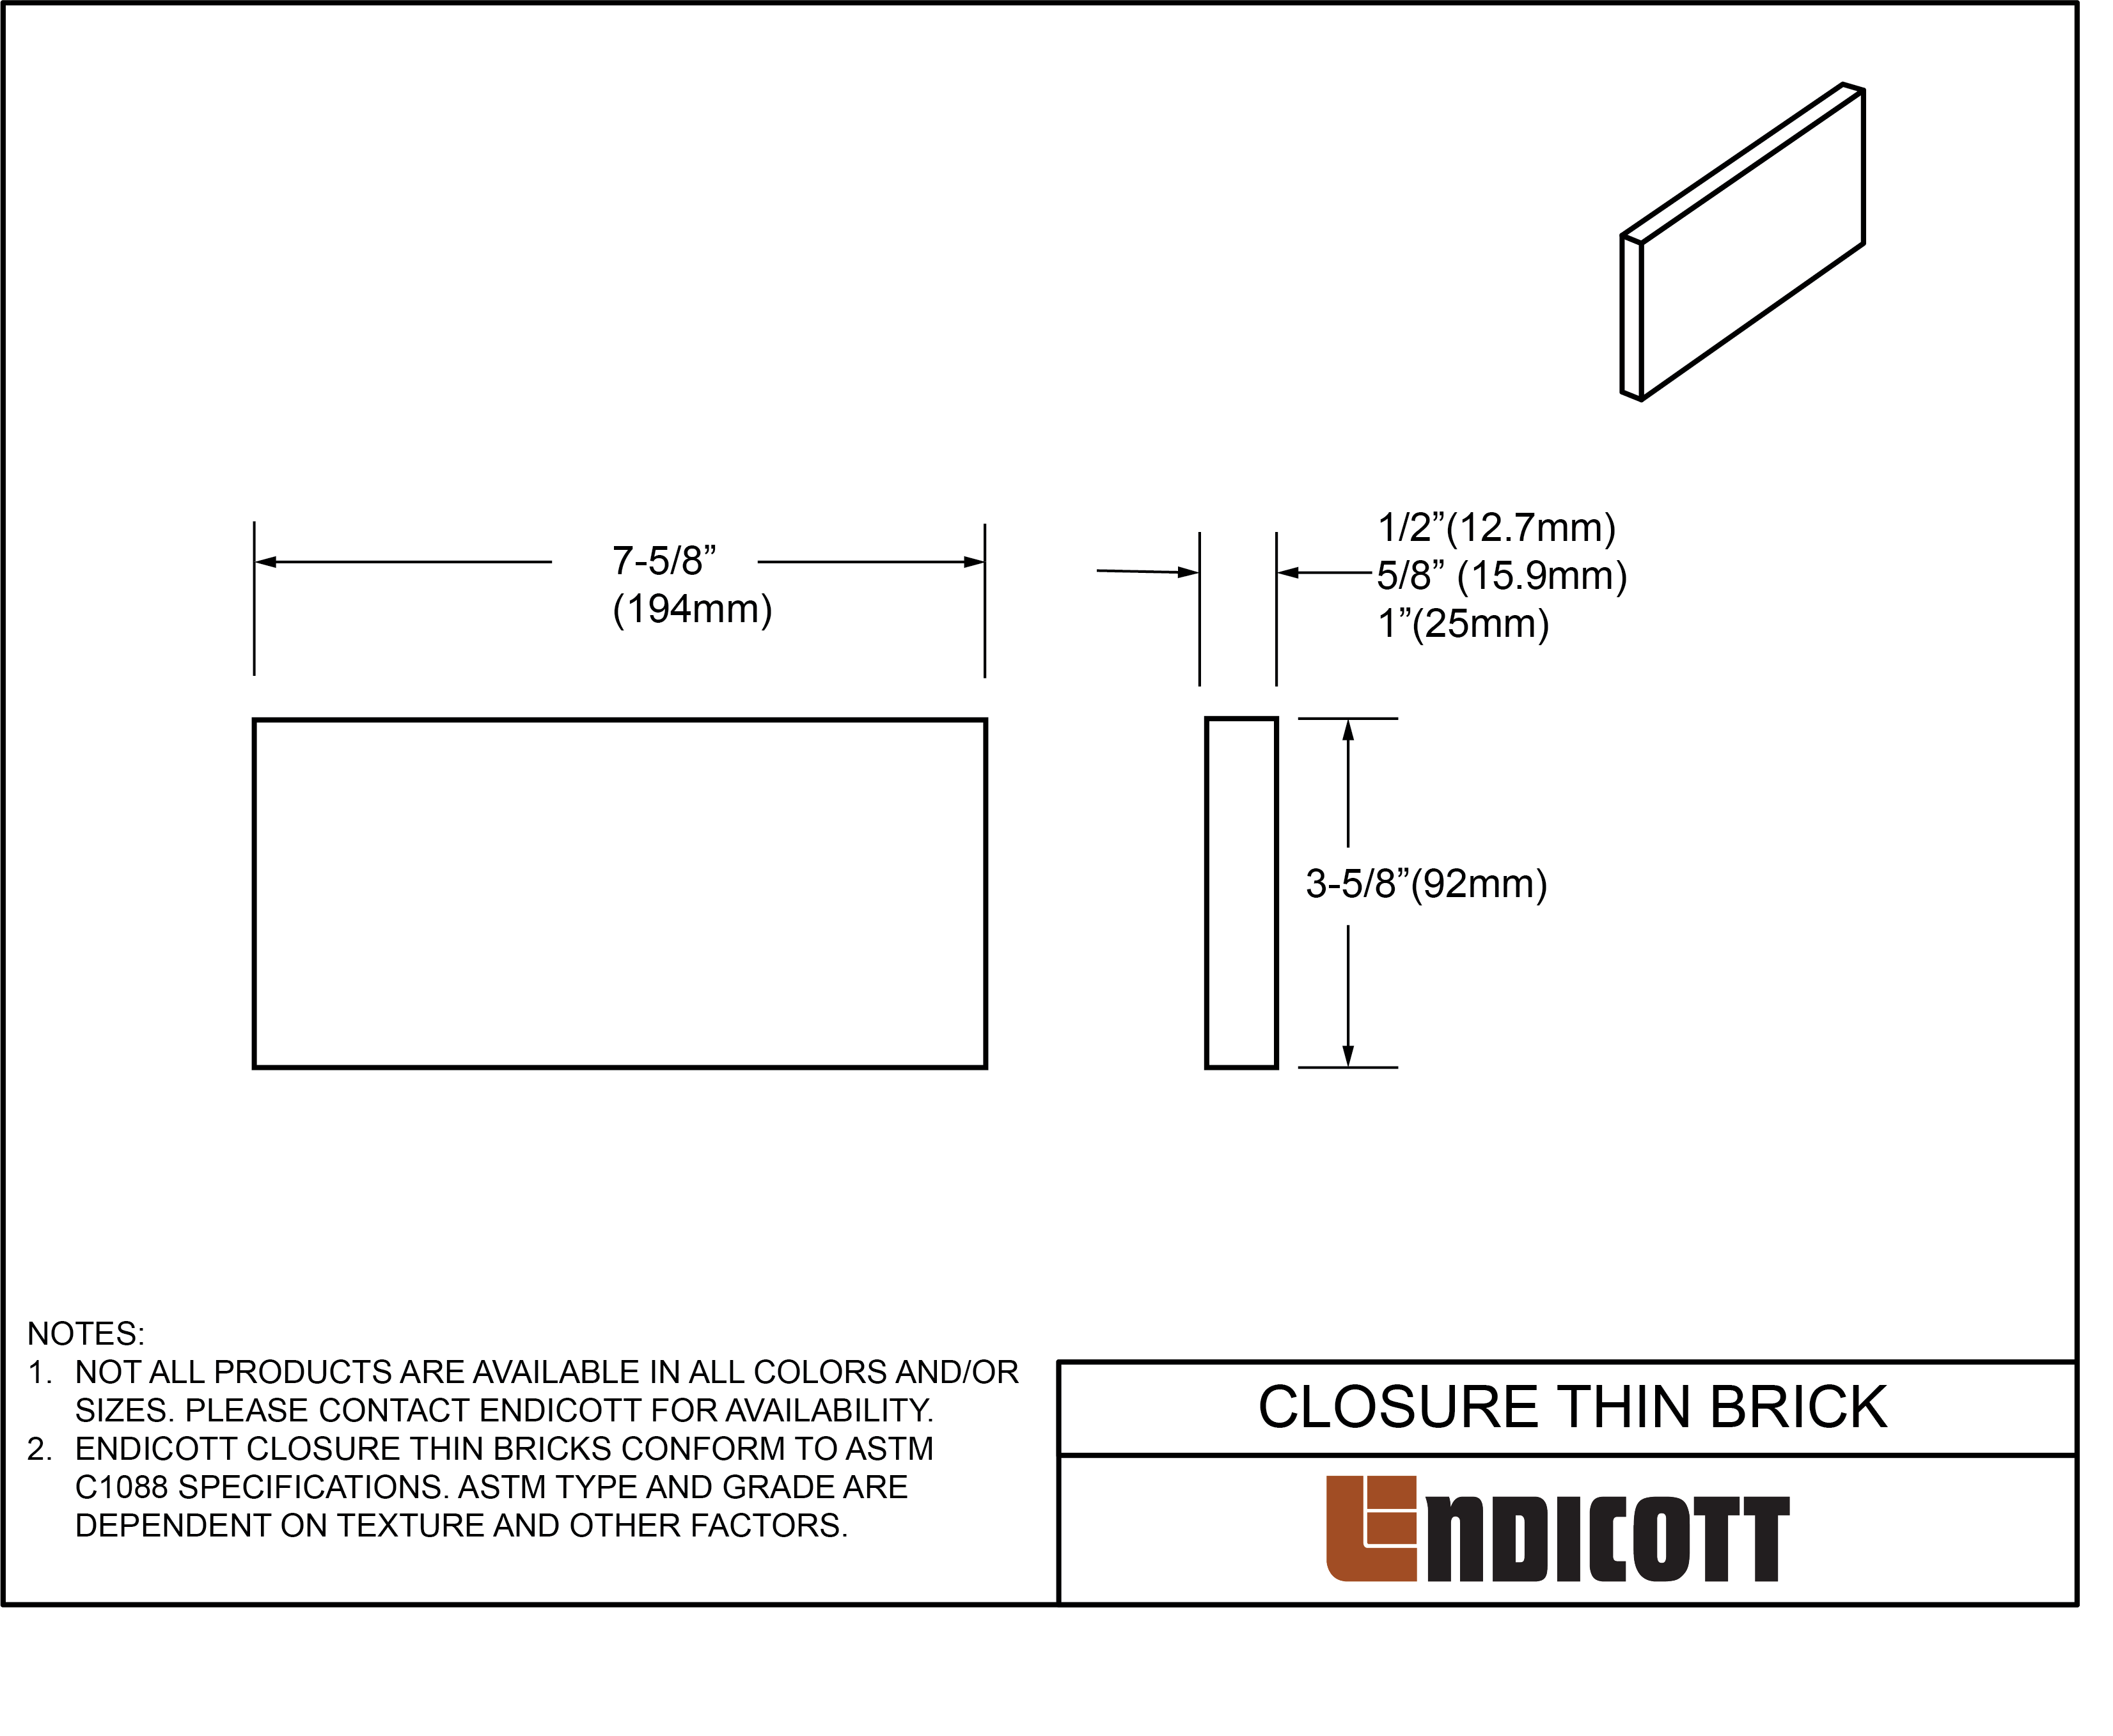 7-5/8”
(194mm)
1/2”(12.7mm)
5/8” (15.9mm)
1”(25mm)
3-5/8”(92mm)
NOTES:
1. NOT ALL PRODUCTS ARE AVAILABLE IN ALL COLORS AND/OR
SIZES. PLEASE CONTACT ENDICOTT FOR AVAILABILITY.
2. ENDICOTT CLOSURE THIN BRICKS CONFORM TO ASTM
C1088 SPECIFICATIONS. ASTM TYPE AND GRADE ARE
DEPENDENT ON TEXTURE AND OTHER FACTORS.
CLOSURE THIN BRICK
ENDICOTT